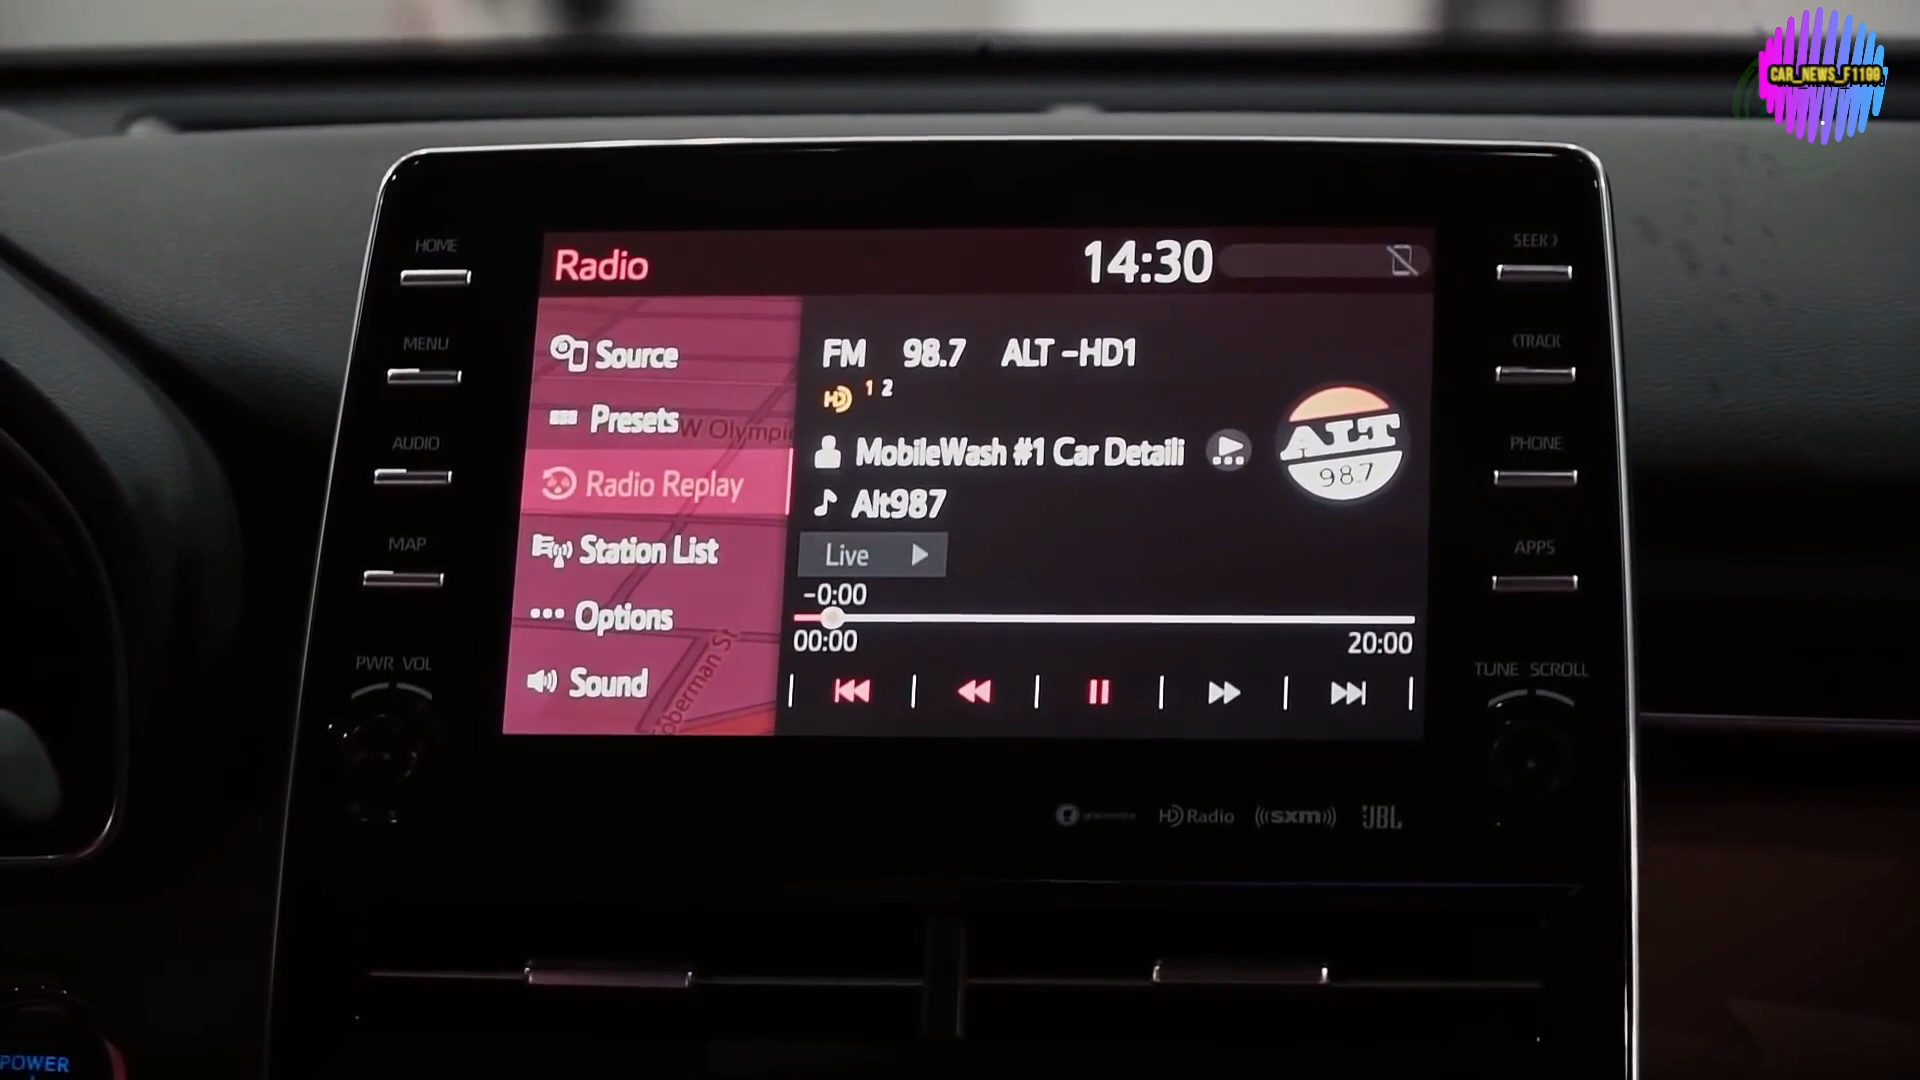 CAR_NEWS_F1199
HOME
MENU
AUDIO
MAP
PWR VOL
Radio
14:30
Source
Presets
W Olympic
Radio Replay
Station List
Options
Sound
FM 98.7 ALT -HD1
HD 1 2
MobileWash #1 Car Detaili
Alt987
ALT
98.7
Live
-0:00
00:00
20:00
SEEK >
< TRACK
PHONE
APPS
TUNE SCROLL
HD Radio
((sxm))
JBL
POWER